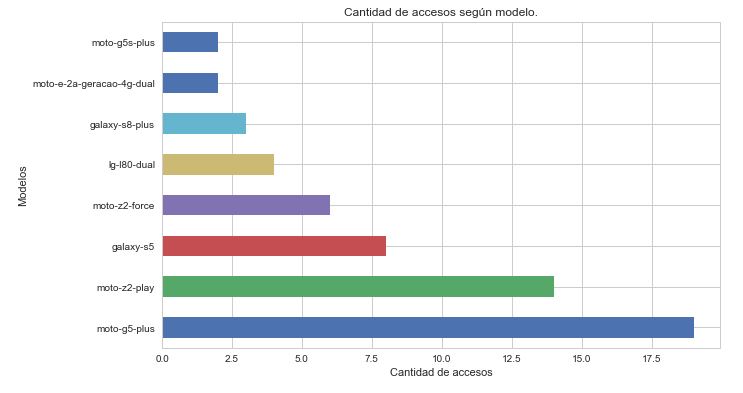 Cantidad de accesos según modelo.
moto-g5s-plus
moto-e-2a-geracao-4g-dual
galaxy-s8-plus
lg-l80-dual
moto-z2-force
galaxy-s5
moto-z2-play
moto-g5-plus
Modelos
0.0 2.5 5.0 7.5 10.0 12.5 15.0 17.5
Cantidad de accesos